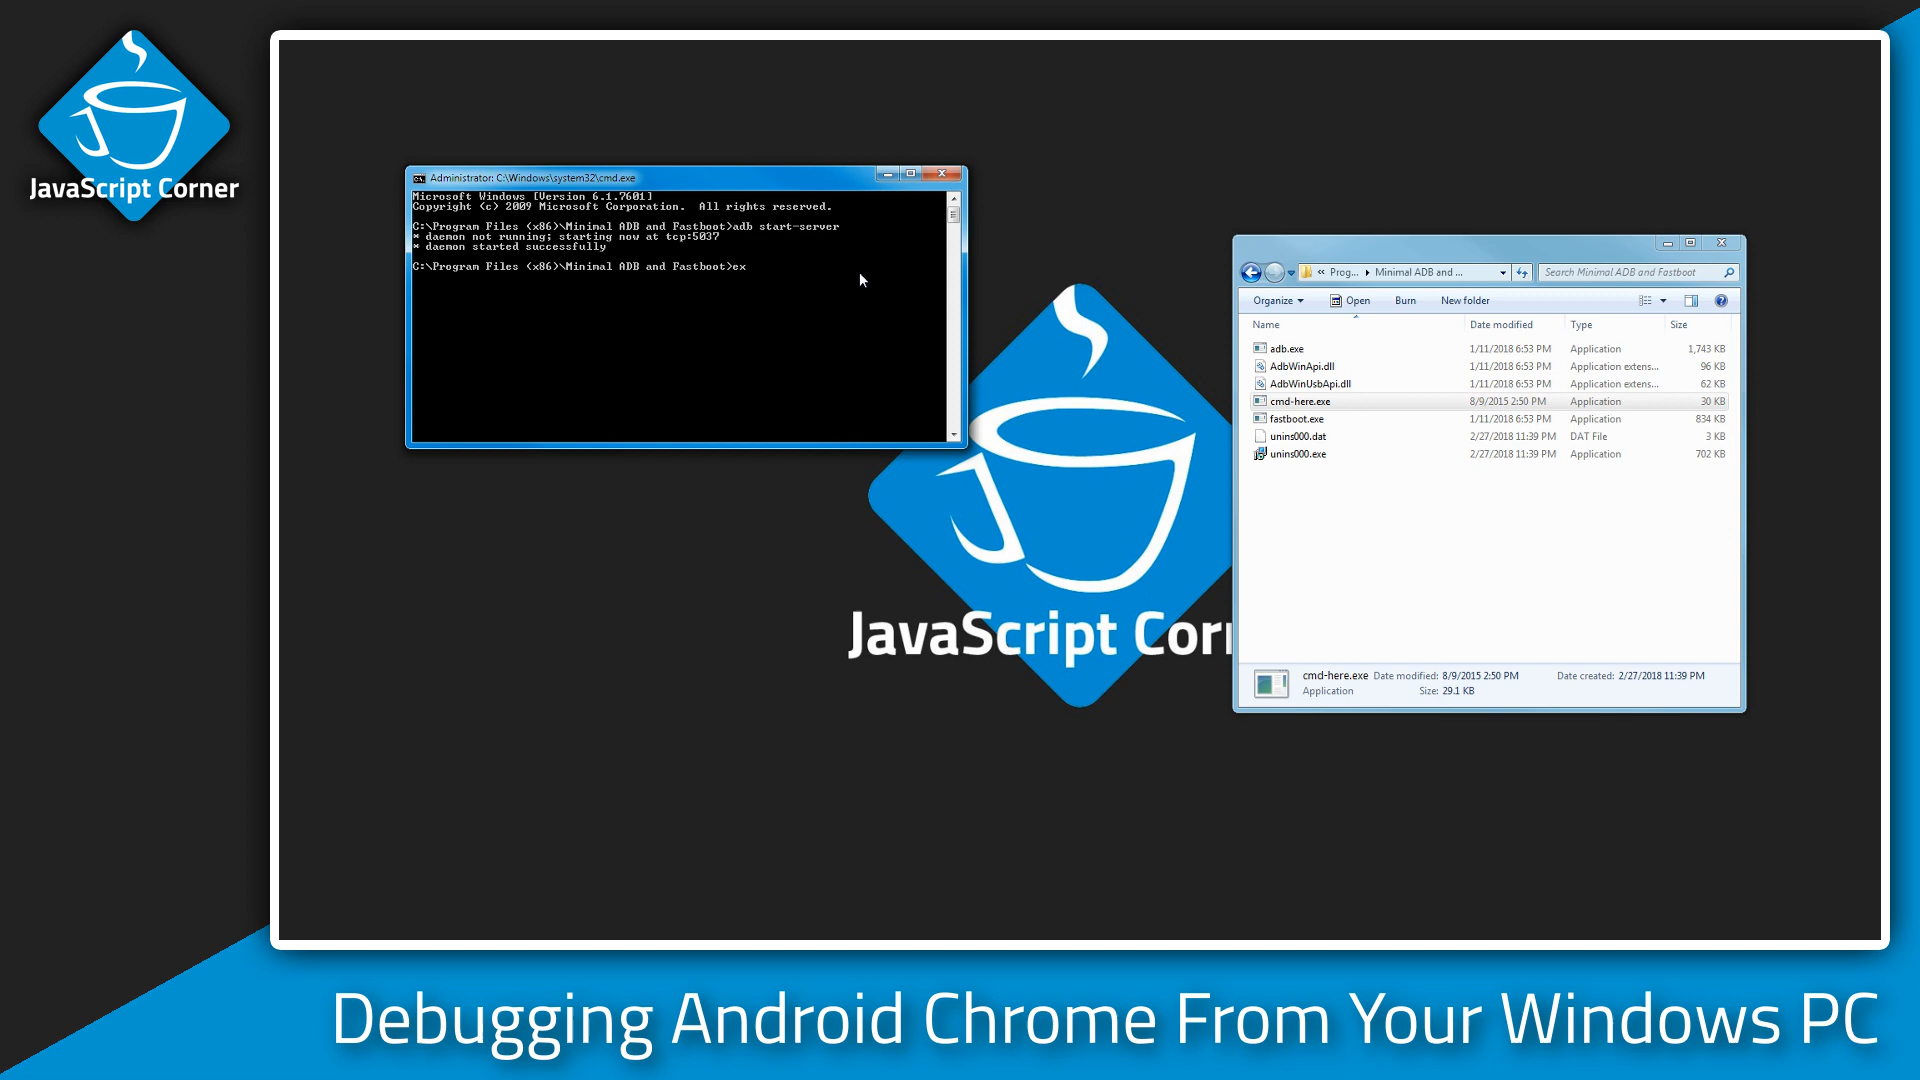 JavaScript Corner
Administrator: C:\Windows\system32\cmd.exe
Microsoft Windows [Version 6.1.7601]
Copyright (c) 2009 Microsoft Corporation.  All rights reserved.
C:\Program Files (x86)\Minimal ADB and Fastboot>adb start-server
* daemon not running; starting now at tcp:5037
* daemon started successfully
C:\Program Files (x86)\Minimal ADB and Fastboot>ex
JavaScript Corn
« Prog... Minimal ADB and ... Search Minimal ADB and Fastboot
Organize Open Burn New folder
Name Date modified Type Size
adb.exe 1/11/2018 6:53 PM Application 1,743 KB
AdbWinApi.dll 1/11/2018 6:53 PM Application extens... 96 KB
AdbWinUsbApi.dll 1/11/2018 6:53 PM Application extens... 62 KB
cmd-here.exe 8/9/2015 2:50 PM Application 30 KB
fastboot.exe 1/11/2018 6:53 PM Application 834 KB
unins000.dat 2/27/2018 11:39 PM DAT File 3 KB
unins000.exe 2/27/2018 11:39 PM Application 702 KB
cmd-here.exe Date modified: 8/9/2015 2:50 PM Date created: 2/27/2018 11:39 PM
Application Size: 29.1 KB
Debugging Android Chrome From Your Windows PC